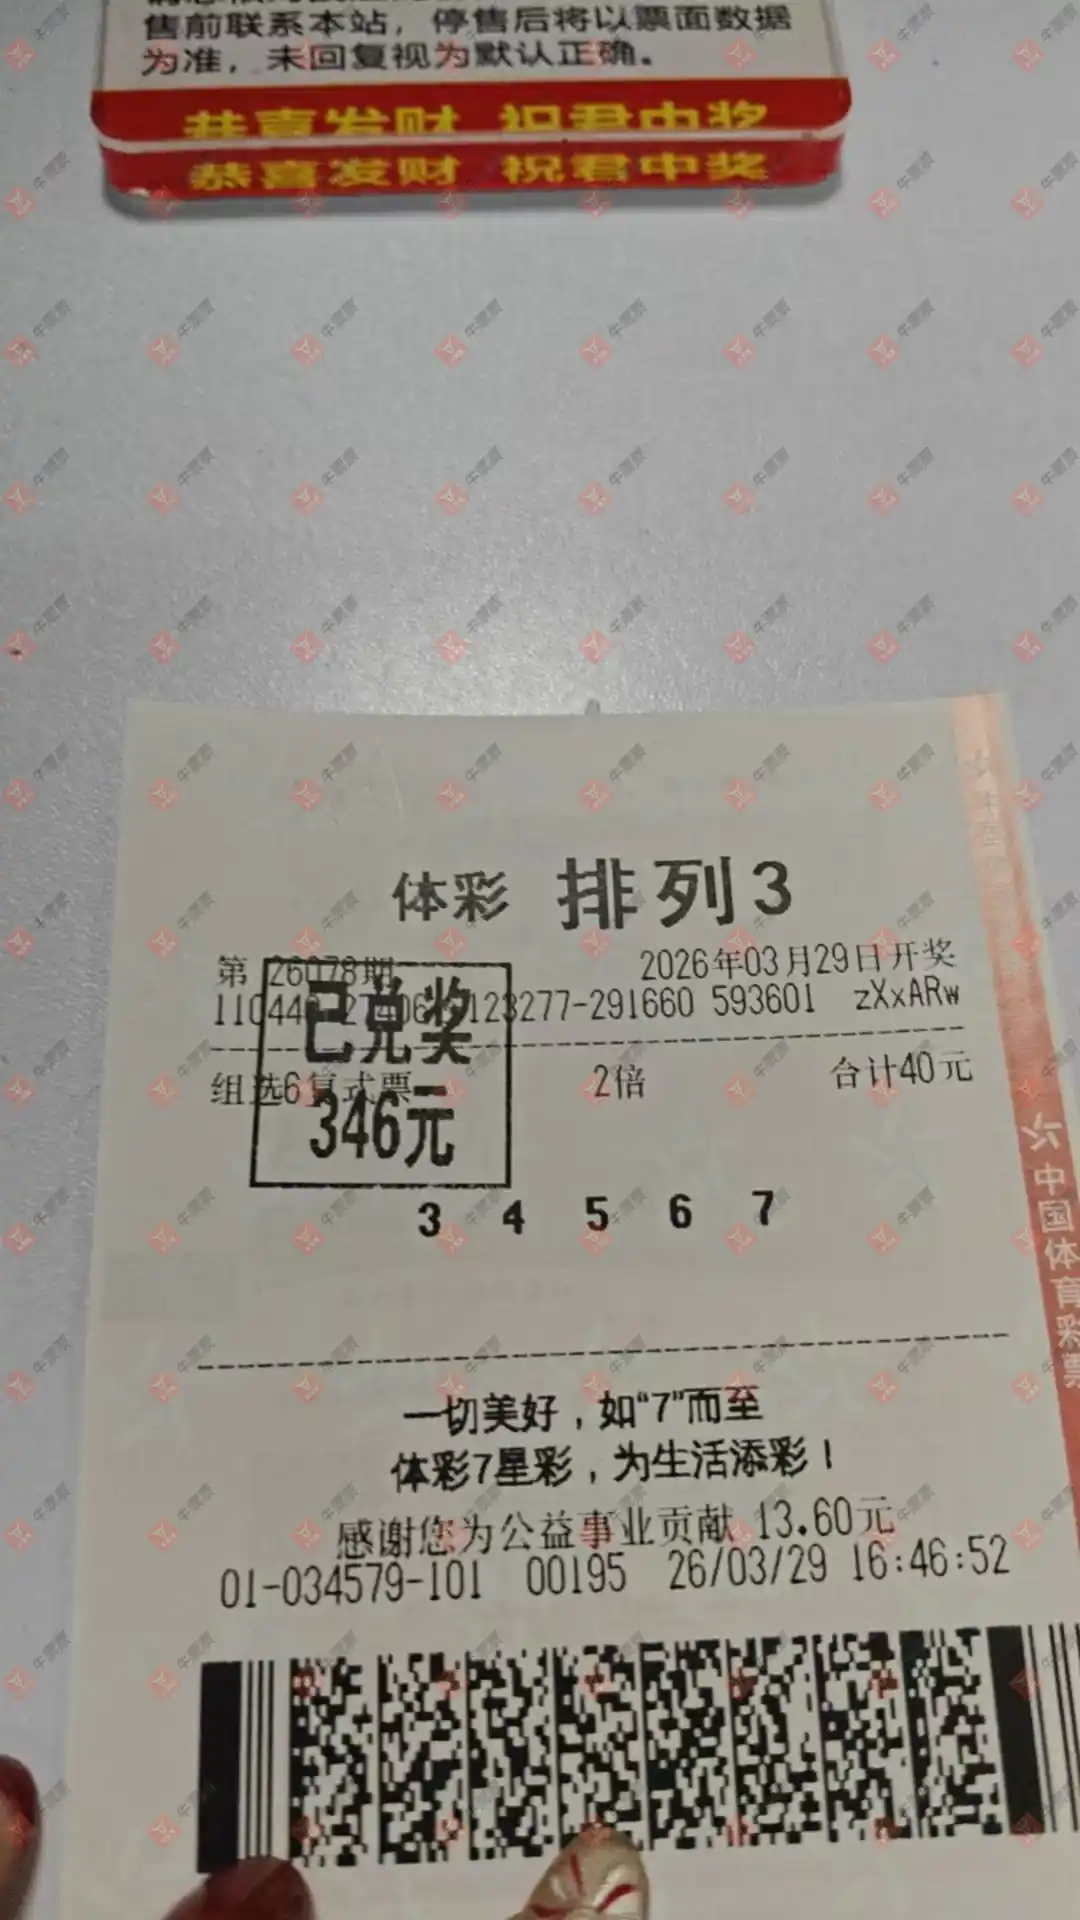 售前联系本站，停售后将以票面数据
为准，未回复视为默认正确。
恭喜发财 祝君中奖
恭喜发财 祝君中奖
体彩 排列3
第 26078期 2026年03月29日开奖
123277-291660 593601 zXxARw
已兑奖
组选6复式票 2倍 合计40元
346元
3 4 5 6 7
中国体育彩票
一切美好，如“7”而至
体彩7星彩，为生活添彩！
感谢您为公益事业贡献 13.60元
01-034579-101 00195 26/03/29 16:46:52
牛票票